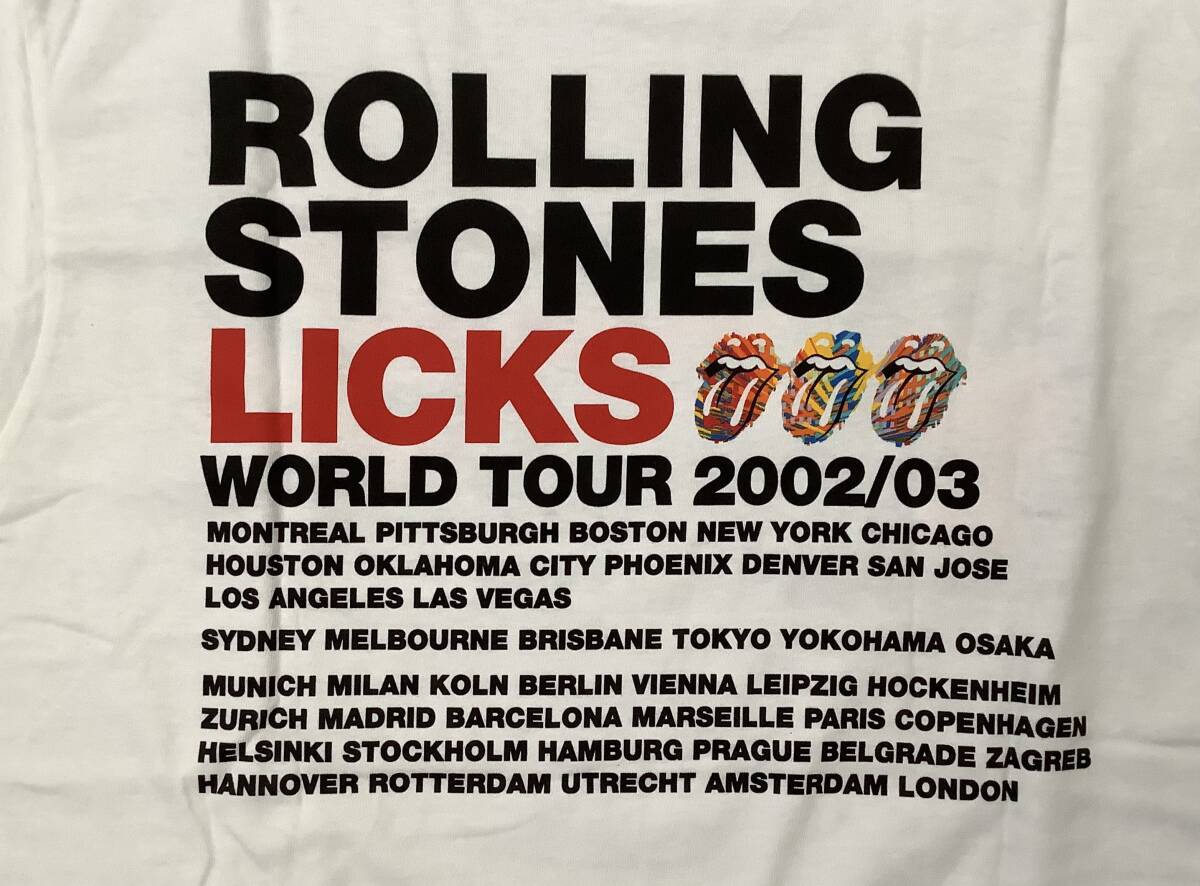 ROLLING
STONES
LICKS
WORLD TOUR 2002/03
MONTREAL PITTSBURGH BOSTON NEW YORK CHICAGO
HOUSTON OKLAHOMA CITY PHOENIX DENVER SAN JOSE
LOS ANGELES LAS VEGAS
SYDNEY MELBOURNE BRISBANE TOKYO YOKOHAMA OSAKA
MUNICH MILAN KOLN BERLIN VIENNA LEIPZIG HOCKENHEIM
ZURICH MADRID BARCELONA MARSEILLE PARIS COPENHAGEN
HELSINKI STOCKHOLM HAMBURG PRAGUE BELGRADE ZAGREB
HANNOVER ROTTERDAM UTRECHT AMSTERDAM LONDON